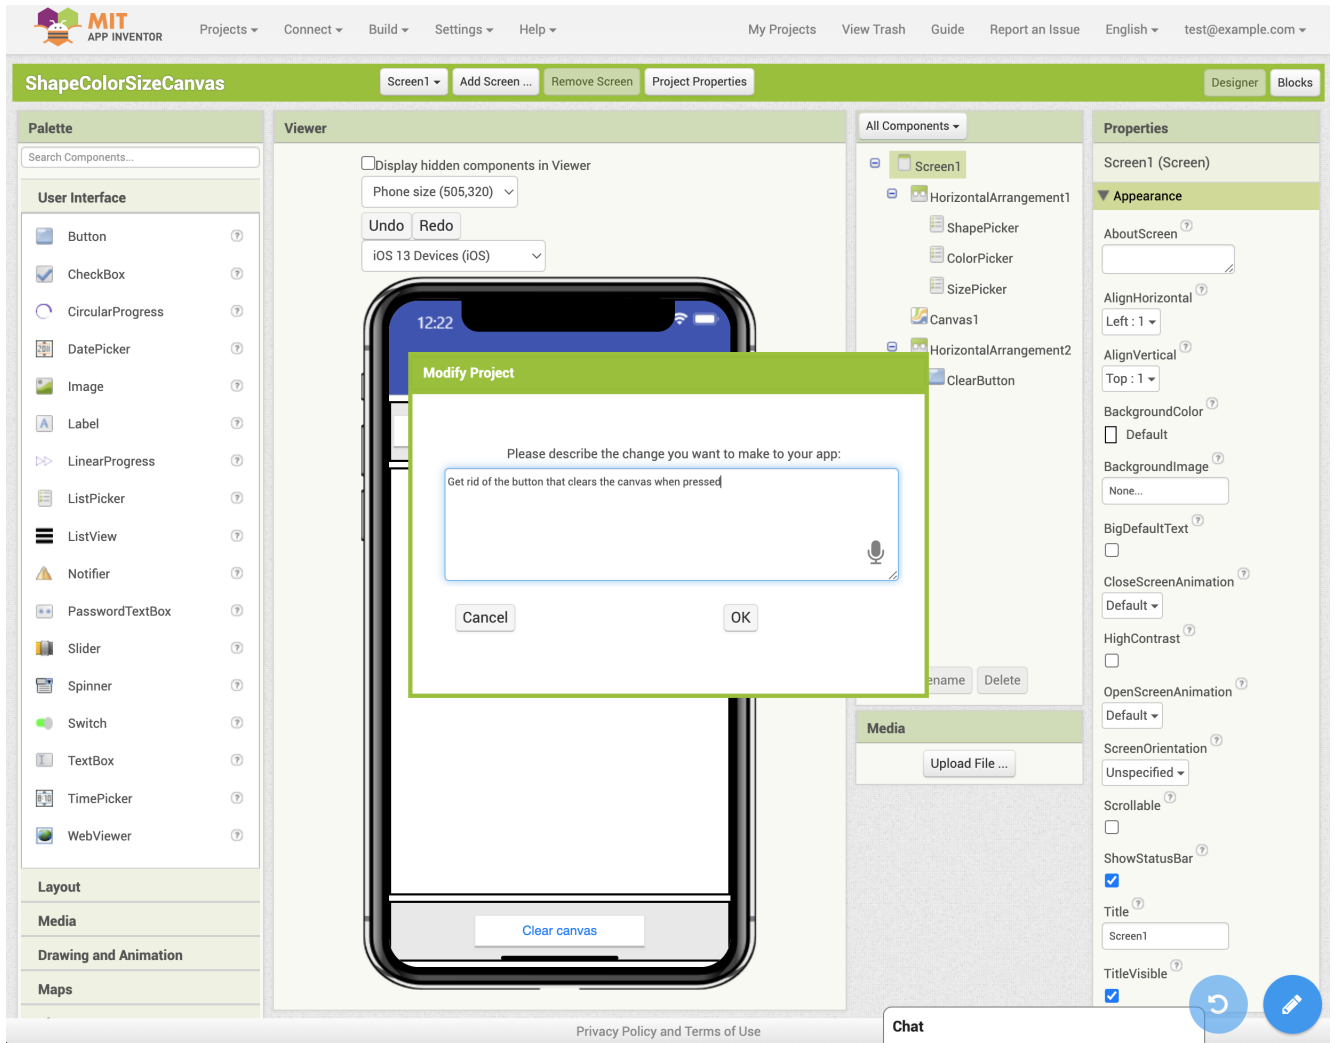 MIT
APP INVENTOR
Projects Connect Build Settings Help My Projects View Trash Guide Report an Issue English test@example.com
ShapeColorSizeCanvas
Screen1 Add Screen ... Remove Screen Project Properties Designer Blocks
Palette
Search Components...
User Interface
Button
CheckBox
CircularProgress
DatePicker
Image
Label
LinearProgress
ListPicker
ListView
Notifier
PasswordTextBox
Slider
Spinner
Switch
TextBox
TimePicker
WebViewer
Layout
Media
Drawing and Animation
Maps
Viewer
Display hidden components in Viewer
Phone size (505,320)
Undo Redo
iOS 13 Devices (iOS)
12:22
Modify Project
Please describe the change you want to make to your app:
Get rid of the button that clears the canvas when pressed
Cancel OK
Clear canvas
All Components
Screen1
HorizontalArrangement1
ShapePicker
ColorPicker
SizePicker
Canvas1
HorizontalArrangement2
ClearButton
ename Delete
Media
Upload File ...
Properties
Screen1 (Screen)
Appearance
AboutScreen
AlignHorizontal
Left : 1
AlignVertical
Top : 1
BackgroundColor
Default
BackgroundImage
None...
BigDefaultText
CloseScreenAnimation
Default
HighContrast
OpenScreenAnimation
Default
ScreenOrientation
Unspecified
Scrollable
ShowStatusBar
Title
Screen1
TitleVisible
Privacy Policy and Terms of Use
Chat